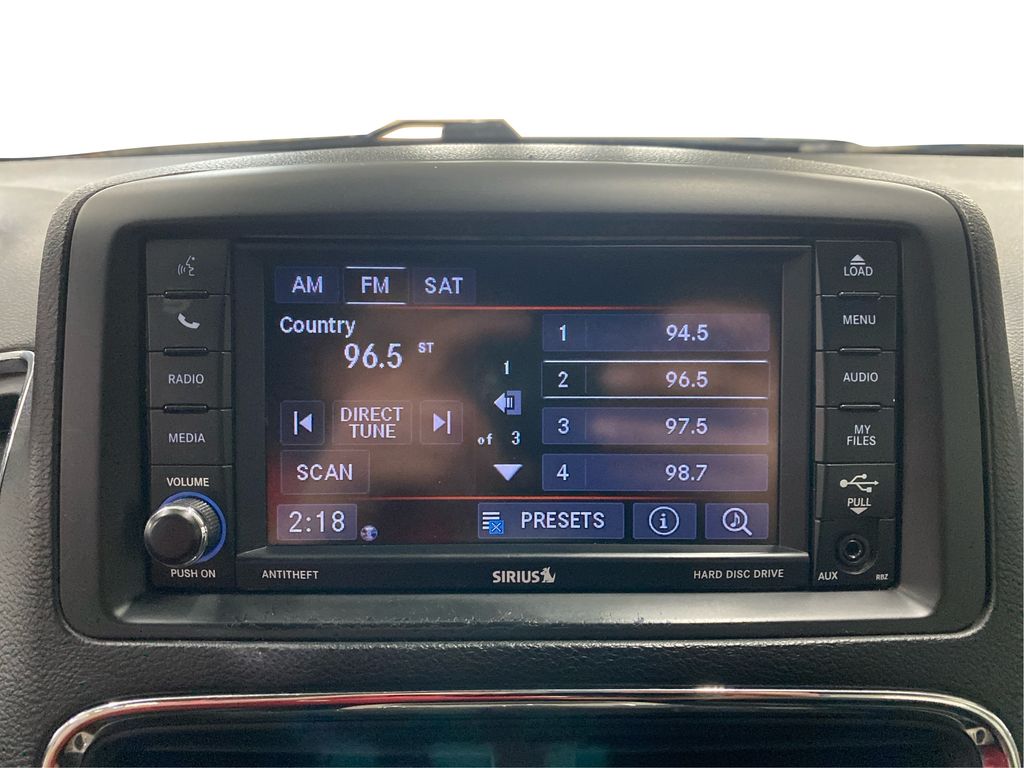 AM FM SAT
Country
96.5 ST
1
of 3
DIRECT
TUNE
SCAN
1 94.5
2 96.5
3 97.5
4 98.7
2:18
PRESETS
i
RADIO
MEDIA
VOLUME
PUSH ON
LOAD
MENU
AUDIO
MY
FILES
PULL
AUX
RBZ
ANTITHEFT
SIRIUS
HARD DISC DRIVE